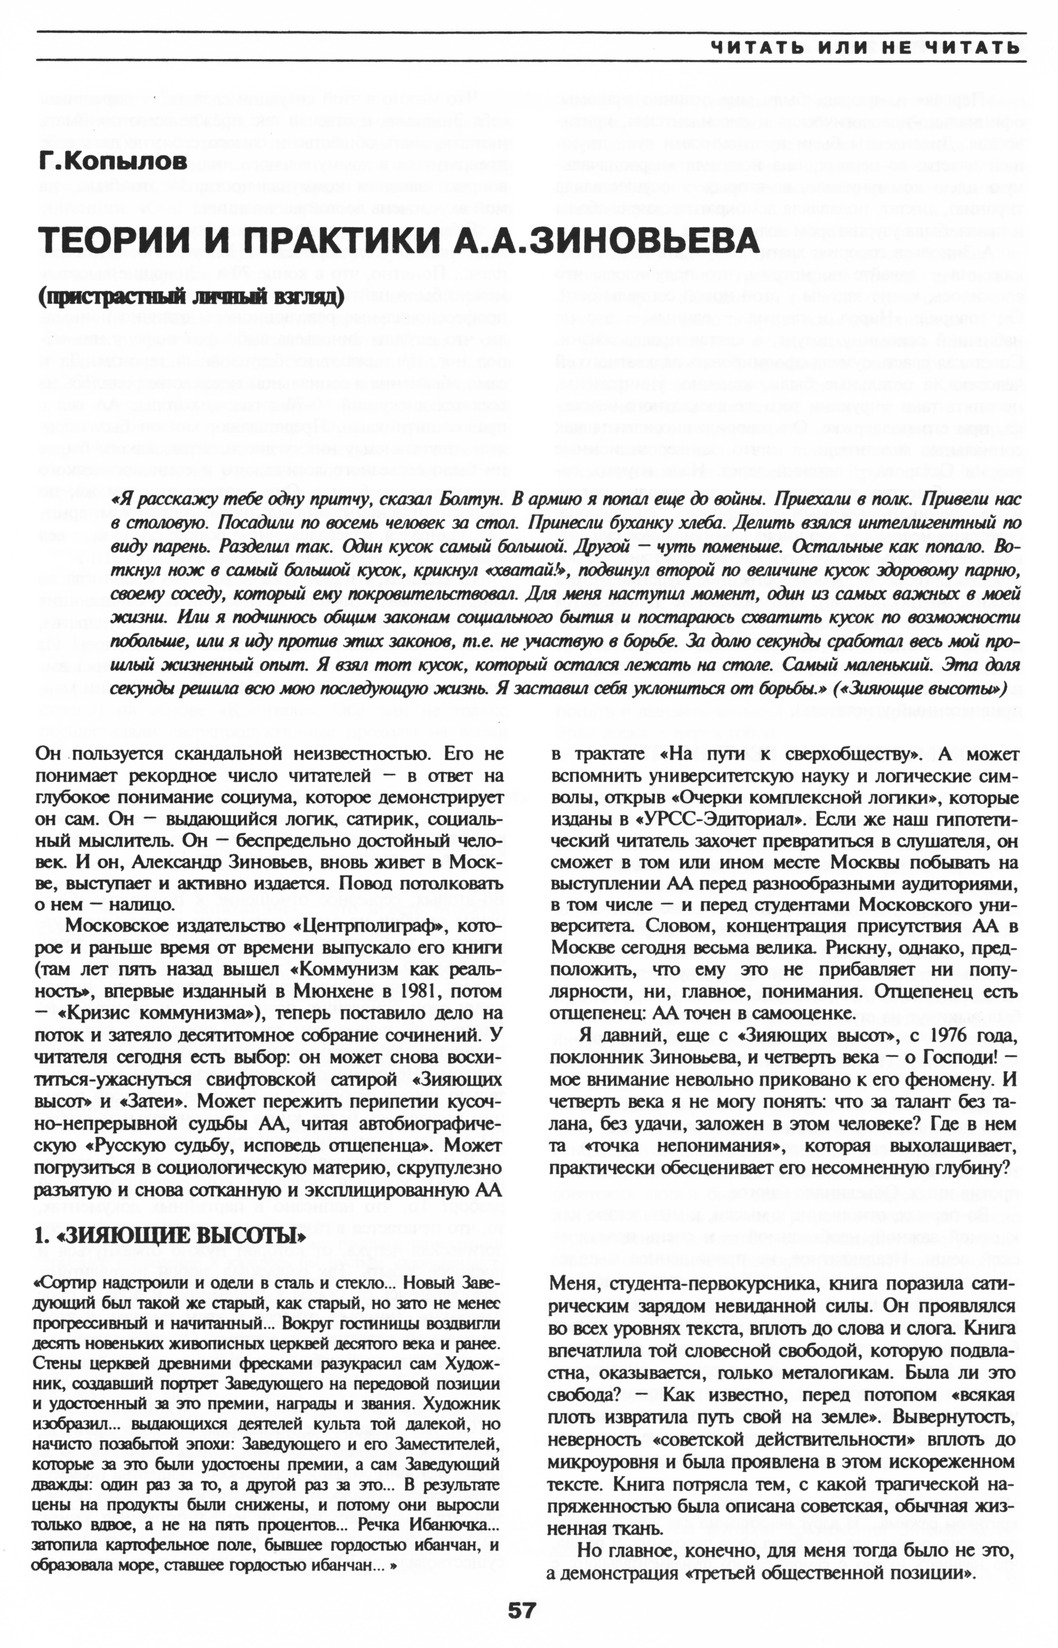 ЧИТАТЬ ИЛИ НЕ ЧИТАТЬ
Г.Копылов
ТЕОРИИ И ПРАКТИКИ А.А.ЗИНОВЬЕВА
(пристрастный личный взгляд)
«Я расскажу тебе одну притчу, сказал Болтун. В армию я попал еще до войны. Приехали в полк. Привели нас
в столовую. Посадили по восемь человек за стол. Принесли буханку хлеба. Делить взялся интеллигентный по
виду парень. Разделил так. Один кусок самый большой. Другой — чуть поменьше. Остальные как попало. Во-
ткнул нож в самый большой кусок, крикнул «хватай!», подвинул второй по величине кусок здоровому парню,
своему соседу, который ему покровительствовал. Для меня наступил момент, один из самых важных в моей
жизни. Или я подчинюсь общим законам социального бытия и постараюсь схватить кусок по возможности
побольше, или я иду против этих законов, т.е. не участвую в борьбе. За долю секунды сработал весь мой про-
шлый жизненный опыт. Я взял тот кусок, который остался лежать на столе. Самый маленький. Эта доля
секунды решила всю мою последующую жизнь. Я заставил себя уклониться от борьбы.» («Зияющие высоты»)
Он пользуется скандальной неизвестностью. Его не
понимает рекордное число читателей — в ответ на
глубокое понимание социума, которое демонстрирует
он сам. Он — выдающийся логик, сатирик, социаль-
ный мыслитель. Он — беспредельно достойный чело-
век. И он, Александр Зиновьев, вновь живет в Моск-
ве, выступает и активно издается. Повод потолковать
о нем — налицо.
Московское издательство «Центрполиграф», кото-
рое и раньше время от времени выпускало его книги
(там лет пять назад вышел «Коммунизм как реаль-
ность», впервые изданный в Мюнхене в 1981, потом
— «Кризис коммунизма»), теперь поставило дело на
поток и затеяло десятитомное собрание сочинений. У
читателя сегодня есть выбор: он может снова восхи-
титься-ужаснуться свифтовской сатирой «Зияющих
высот» и «Затеи». Может пережить перипетии кусоч-
но-непрерывной судьбы АА, читая автобиографиче-
скую «Русскую судьбу, исповедь отщепенца». Может
погрузиться в социологическую материю, скрупулезно
разъятую и снова сотканную и эксплицированную АА
в трактате «На пути к сверхобществу». А может
вспомнить университетскую науку и логические сим-
волы, открыв «Очерки комплексной логики», которые
изданы в «УРСС-Эдиториал». Если же наш гипотети-
ческий читатель захочет превратиться в слушателя, он
сможет в том или ином месте Москвы побывать на
выступлении АА перед разнообразными аудиториями,
в том числе — и перед студентами Московского уни-
верситета. Словом, концентрация присутствия АА в
Москве сегодня весьма велика. Рискну, однако, пред-
положить, что ему это не прибавляет ни попу-
лярности, ни, главное, понимания. Отщепенец есть
отщепенец: АА точен в самооценке.
Я давний, еще с «Зияющих высот», с 1976 года,
поклонник Зиновьева, и четверть века — о Господи! —
мое внимание невольно приковано к его феномену. И
четверть века я не могу понять: что за талант без та-
лана, без удачи, заложен в этом человеке? Где в нем
та «точка непонимания», которая выхолащивает,
практически обесценивает его несомненную глубину?
1. «ЗИЯЮЩИЕ ВЫСОТЫ»
«Сортир надстроили и одели в сталь и стекло... Новый Заве-
дующий был такой же старый, как старый, но зато не менее
прогрессивный и начитанный... Вокруг гостиницы воздвигли
десять новеньких живописных церквей десятого века и ранее.
Стены церквей древними фресками разукрасил сам Худож-
ник, создавший портрет Заведующего на передовой позиции
и удостоенный за это премии, награды и звания. Художник
изобразил... выдающихся деятелей культа той далекой, но
начисто позабытой эпохи: Заведующего и его Заместителей,
которые за это были удостоены премии, а сам Заведующий
дважды: один раз за то, а другой раз за это... В результате
цены на продукты были снижены, и потому они выросли
только вдвое, а не на пять процентов... Речка Ибанючка...
затопила картофельное поле, бывшее гордостью ибанчан, и
образовала море, ставшее гордостью ибанчан... »
Меня, студента-первокурсника, книга поразила сати-
рическим зарядом невиданной силы. Он проявлялся
во всех уровнях текста, вплоть до слова и слога. Книга
впечатлила той словесной свободой, которую подвла-
стна, оказывается, только металогикам. Была ли это
свобода? — Как известно, перед потопом «всякая
плоть извратила путь свой на земле». Вывернутость,
неверность «советской действительности» вплоть до
микроуровня и была проявлена в этом искореженном
тексте. Книга потрясла тем, с какой трагической на-
пряженностью была описана советская, обычная жиз-
ненная ткань.
Но главное, конечно, для меня тогда было не это,
а демонстрация «третьей общественной позиции».
57